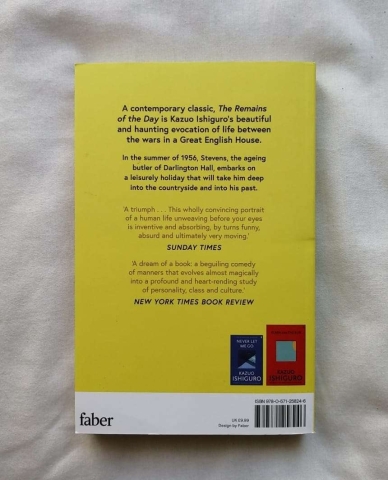 A contemporary classic, The Remains
of the Day is Kazuo Ishiguro's beautiful
and haunting evocation of life between
the wars in a Great English House.
In the summer of 1956, Stevens, the ageing
butler of Darlington Hall, embarks on
a leisurely holiday that will take him deep
into the countryside and into his past.
'A triumph . . . This wholly convincing portrait
of a human life unweaving before your eyes
is inventive and absorbing, by turns funny,
absurd and ultimately very moving.'
SUNDAY TIMES
'A dream of a book: a beguiling comedy
of manners that evolves almost magically
into a profound and heart-rending study
of personality, class and culture.'
NEW YORK TIMES BOOK REVIEW
NEVER LET
ME GO
KAZUO
ISHIGURO
KAZUO
ISHIGURO
ISBN 978-0-571-25824-6
faber
UK £9.99
Design by Faber